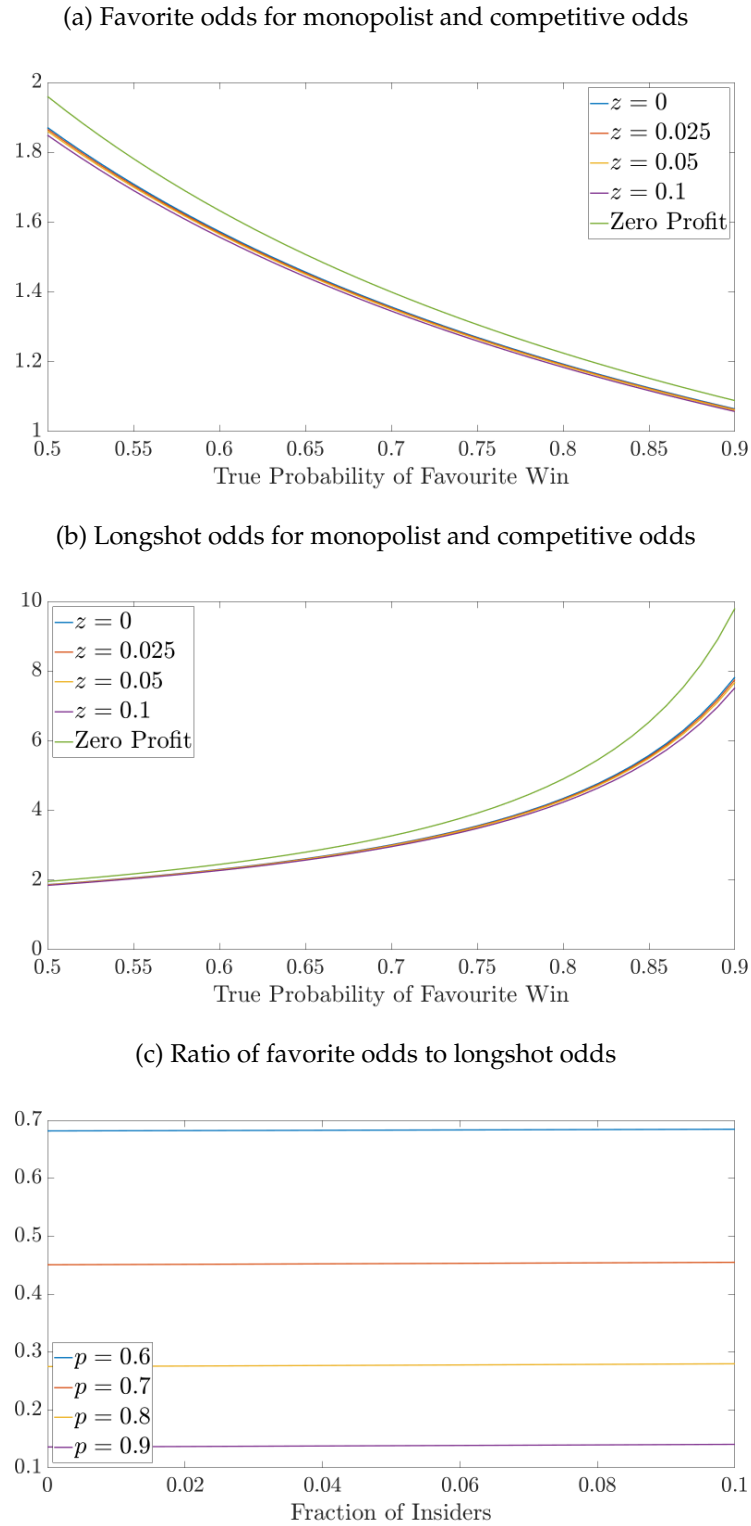 (a) Favorite odds for monopolist and competitive odds
2
1.8
1.6
1.4
1.2
1
z = 0
z = 0.025
z = 0.05
z = 0.1
Zero Profit
0.5 0.55 0.6 0.65 0.7 0.75 0.8 0.85 0.9
True Probability of Favourite Win
(b) Longshot odds for monopolist and competitive odds
10
8
6
4
2
0
z = 0
z = 0.025
z = 0.05
z = 0.1
Zero Profit
0.5 0.55 0.6 0.65 0.7 0.75 0.8 0.85 0.9
True Probability of Favourite Win
(c) Ratio of favorite odds to longshot odds
0.7
0.6
0.5
0.4
0.3
0.2
0.1
p = 0.6
p = 0.7
p = 0.8
p = 0.9
0 0.02 0.04 0.06 0.08 0.1
Fraction of Insiders